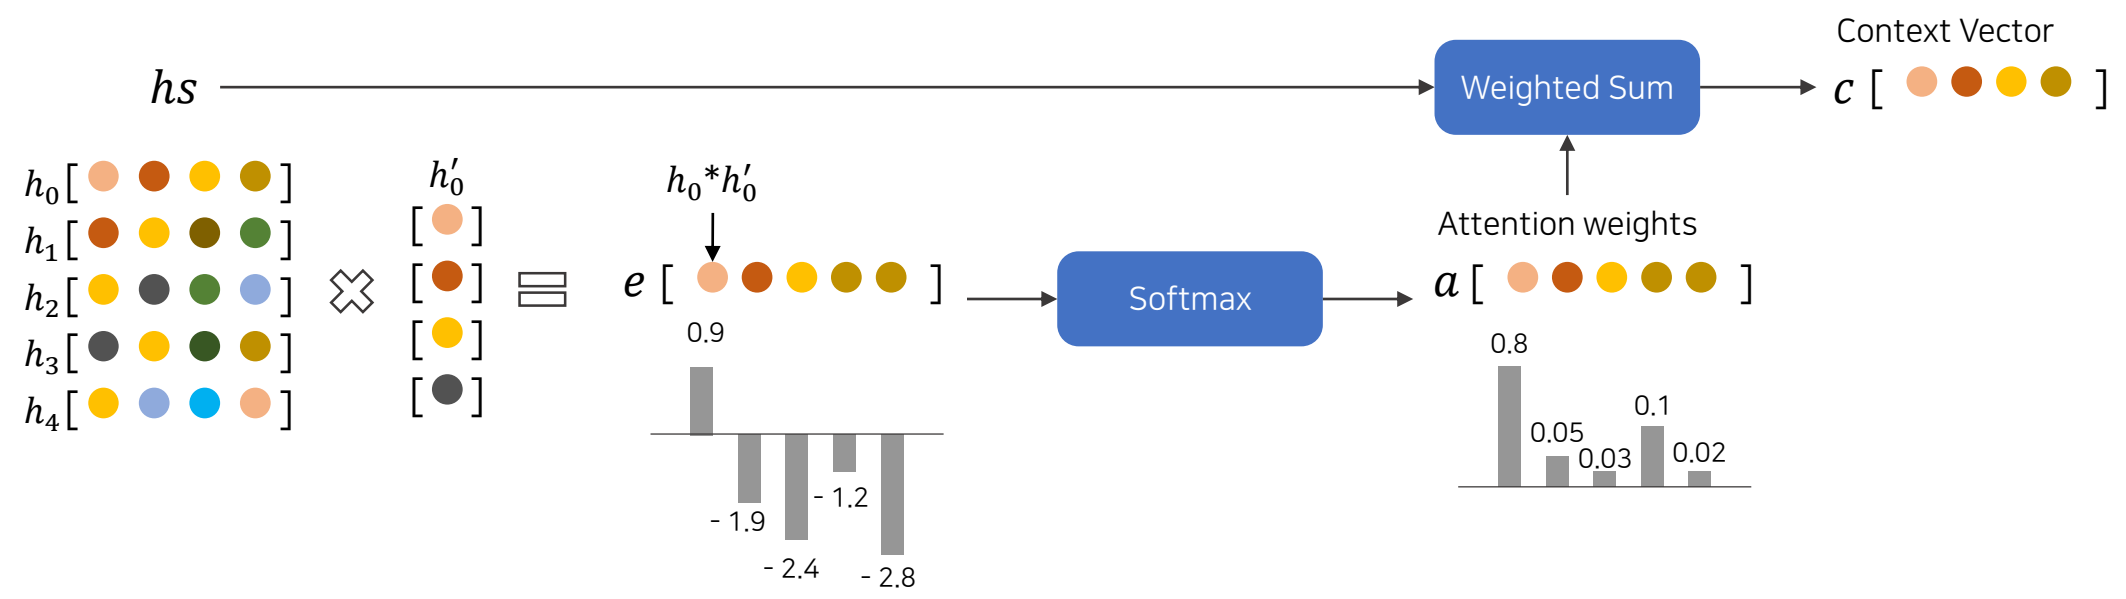 Context Vector
hs
Weighted Sum
c [ ]
h₀ [ ]
h₁ [ ]
h₂ [ ]
h₃ [ ]
h₄ [ ]
h′₀
[ ]
[ ]
[ ]
[ ]
h₀*h′₀
e [ ]
0.9
- 1.9
- 2.4
- 1.2
- 2.8
Softmax
Attention weights
a [ ]
0.8
0.05
0.03
0.1
0.02